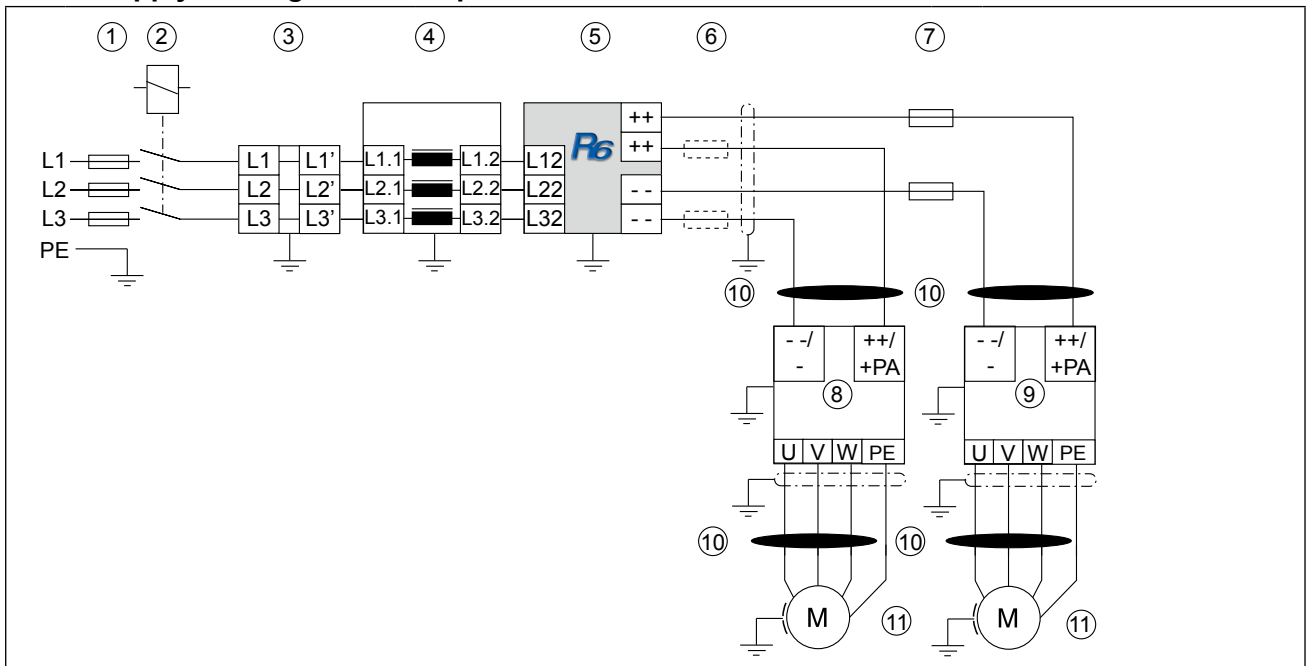 ① ② ③ ④ ⑤ ⑥ ⑦
++
R6 ++
L1 L1 L1' L1.1 L1.2 L12
L2 L2 L2' L2.1 L2.2 L22 - -
L3 L3 L3' L3.1 L3.2 L32 - -
PE
⑩ ⑩
- -/ ++/ - -/ ++/
- +PA - +PA
⑧ ⑨
U V W PE U V W PE
⑩ ⑩
M ⑪ M ⑪